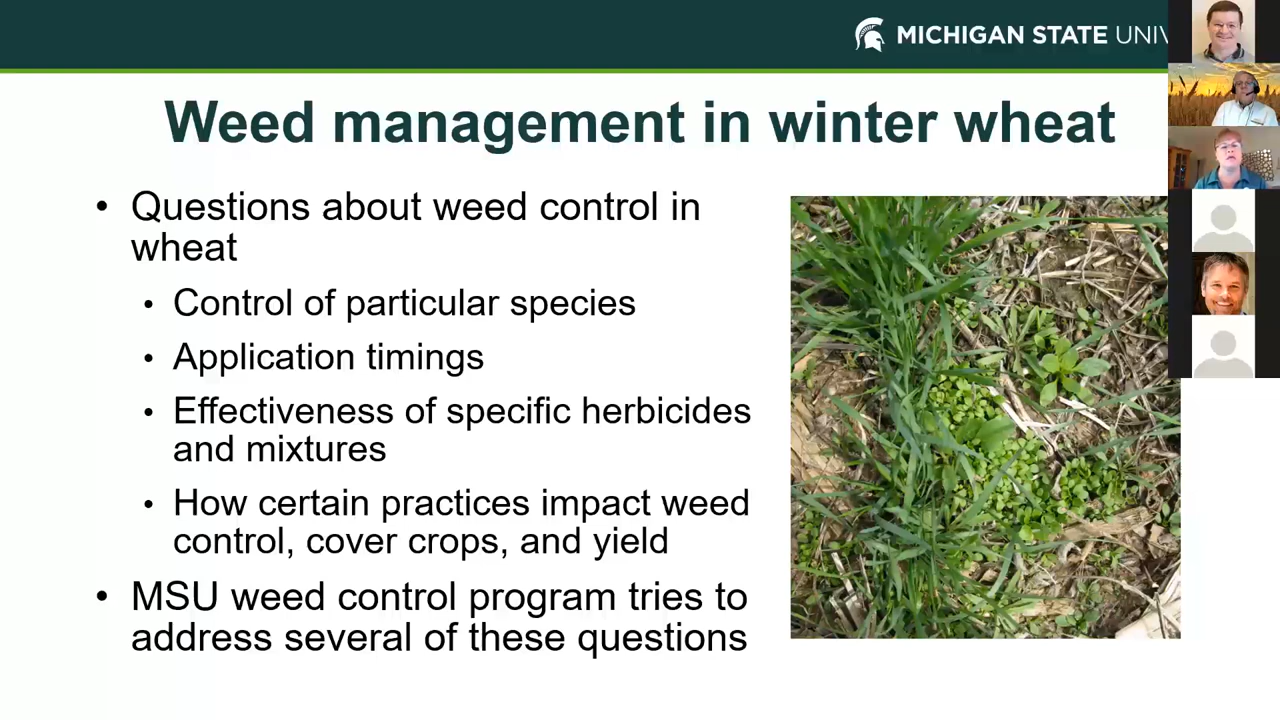 MICHIGAN STATE UNIV
Weed management in winter wheat
• Questions about weed control in
wheat
• Control of particular species
• Application timings
• Effectiveness of specific herbicides
and mixtures
• How certain practices impact weed
control, cover crops, and yield
• MSU weed control program tries to
address several of these questions